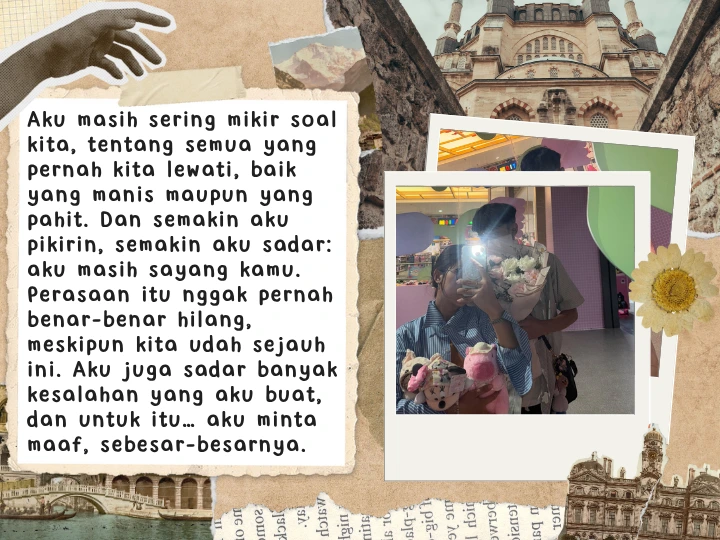 Aku masih sering mikir soal
kita, tentang semua yang
pernah kita lewati, baik
yang manis maupun yang
pahit. Dan semakin aku
pikirin, semakin aku sadar:
aku masih sayang kamu.
Perasaan itu nggak pernah
benar-benar hilang,
meskipun kita udah sejauh
ini. Aku juga sadar banyak
kesalahan yang aku buat,
dan untuk itu... aku minta
maaf, sebesar-besarnya.